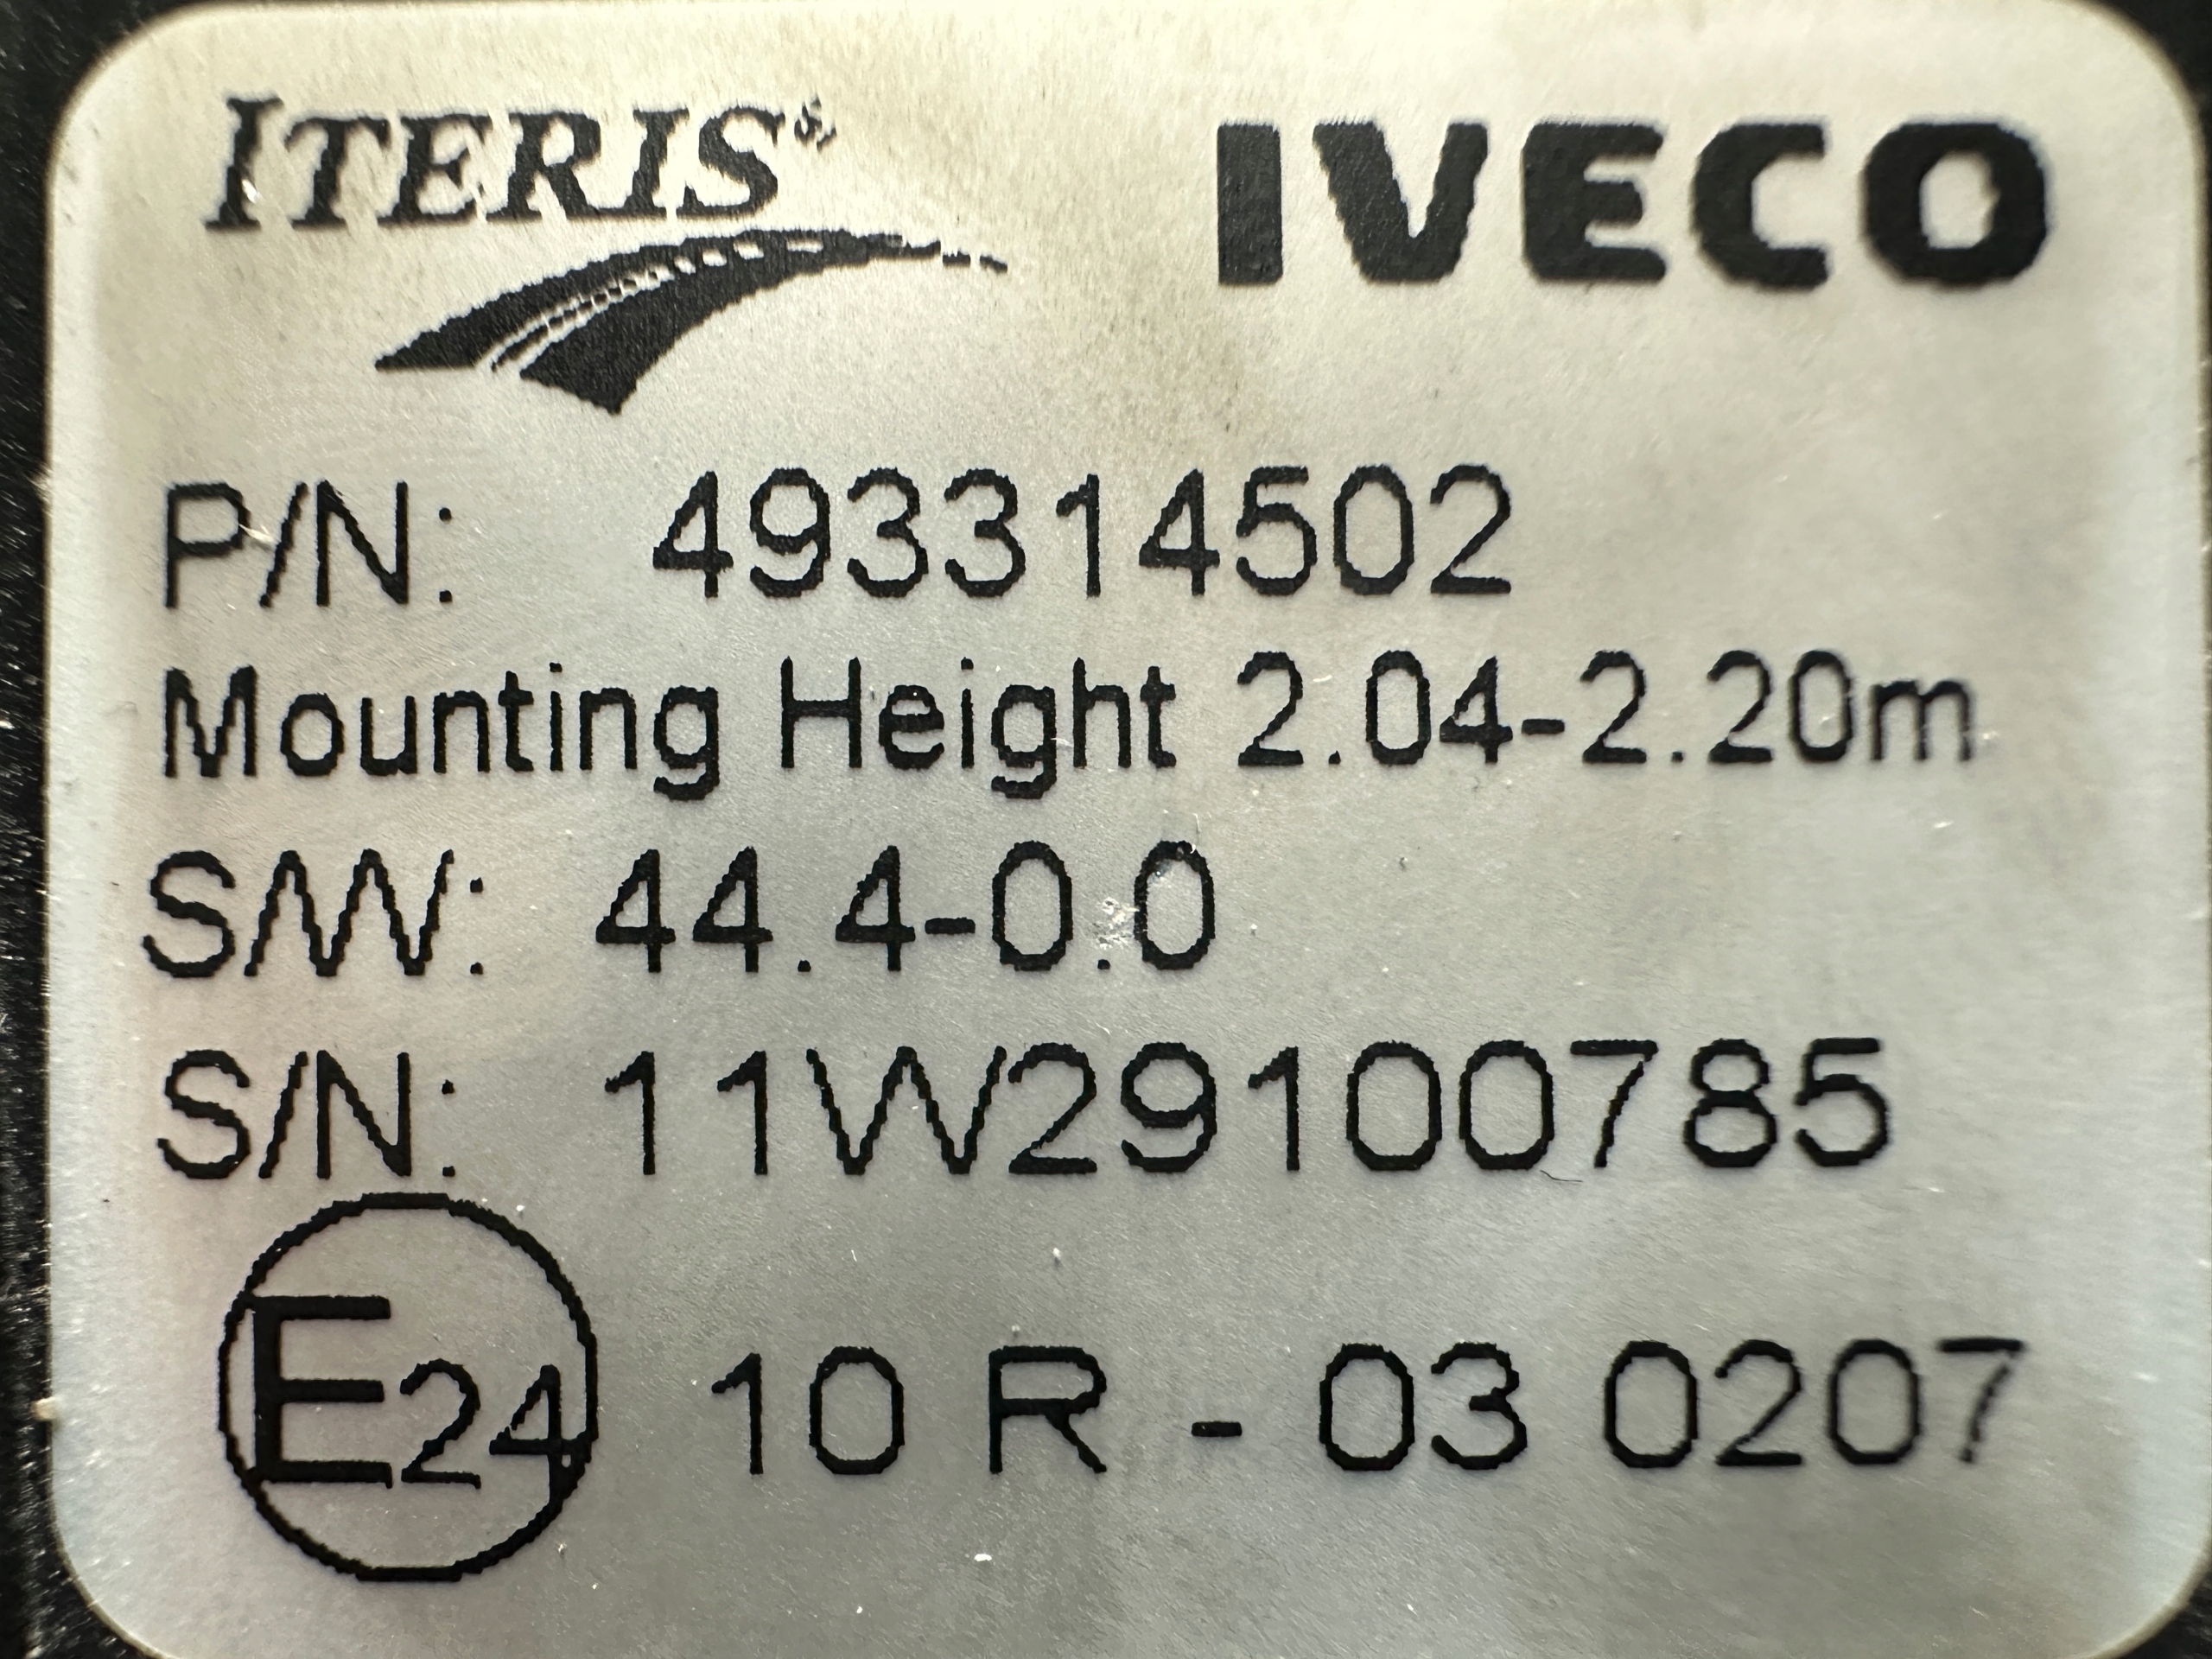 ITERIS IVECO
P/N: 493314502
Mounting Height 2.04-2.20m
S/W: 44.4-0.0
S/N: 11W29100785
E24 10 R - 03 0207